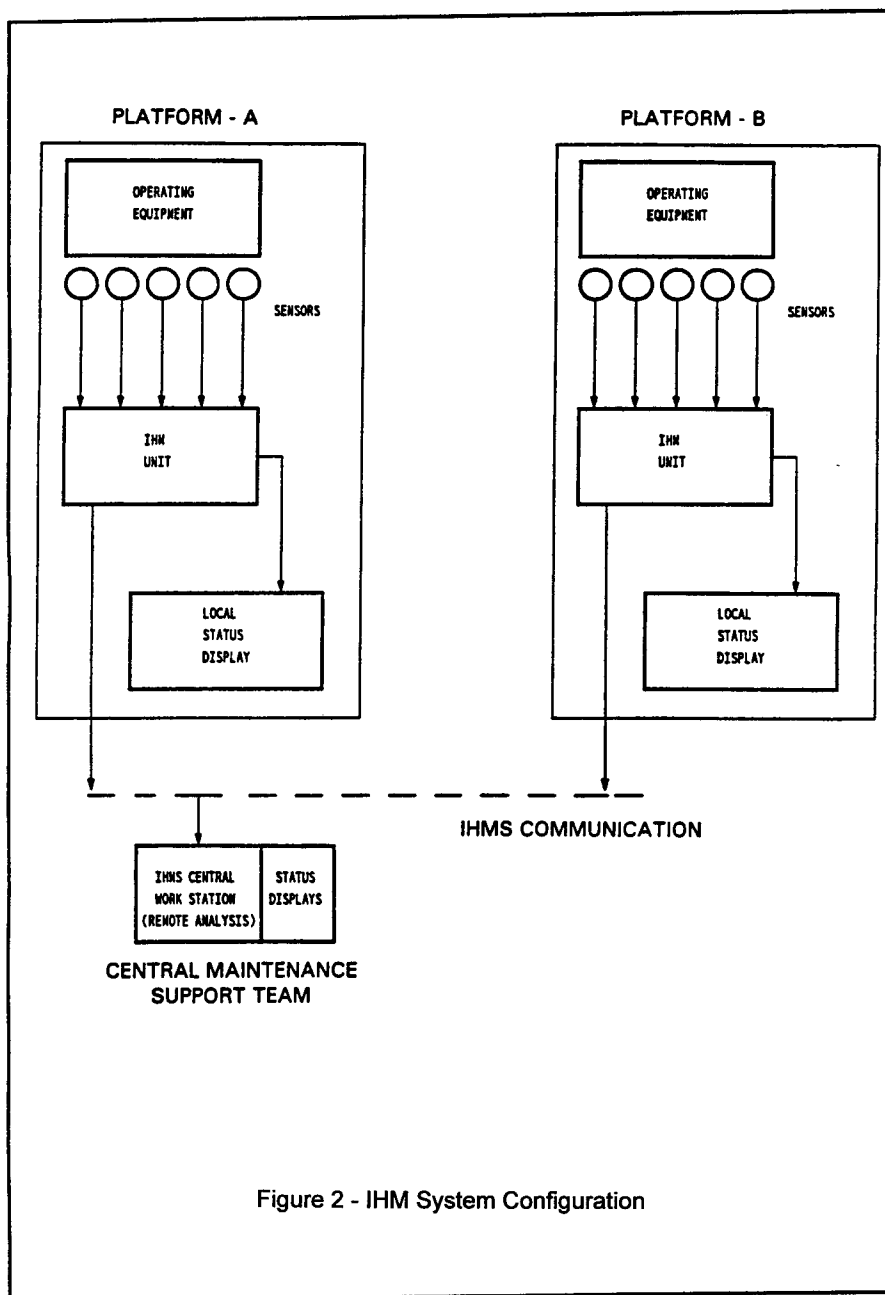 PLATFORM - A
OPERATING
EQUIPMENT
SENSORS
IHM
UNIT
LOCAL
STATUS
DISPLAY
PLATFORM - B
OPERATING
EQUIPMENT
SENSORS
IHM
UNIT
LOCAL
STATUS
DISPLAY
IHMS COMMUNICATION
IHMS CENTRAL
WORK STATION
(REMOTE ANALYSIS)
STATUS
DISPLAYS
CENTRAL MAINTENANCE
SUPPORT TEAM
Figure 2 - IHM System Configuration